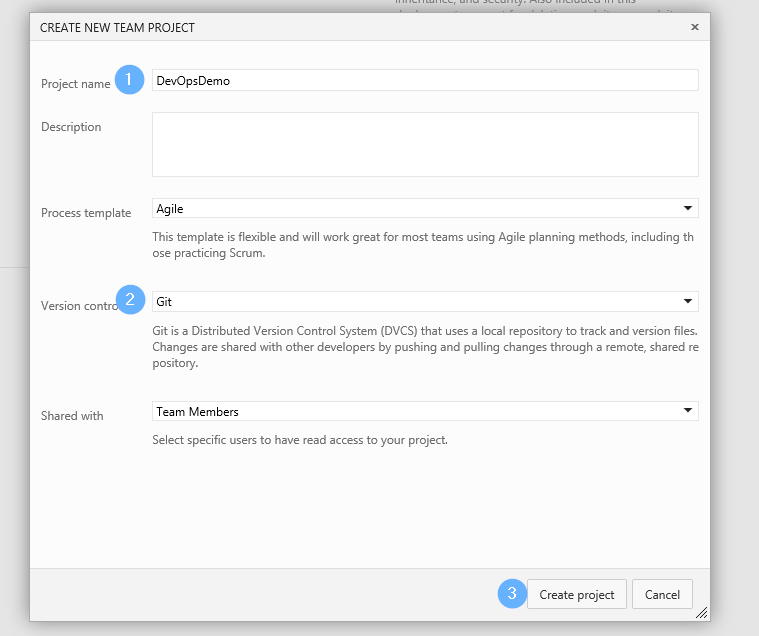 inheritance, and security. Also included in this
CREATE NEW TEAM PROJECT ×
Project name 1 DevOpsDemo
Description
Process template Agile
This template is flexible and will work great for most teams using Agile planning methods, including th
ose practicing Scrum.
Version contro 2 Git
Git is a Distributed Version Control System (DVCS) that uses a local repository to track and version files.
Changes are shared with other developers by pushing and pulling changes through a remote, shared re
pository.
Shared with Team Members
Select specific users to have read access to your project.
3 Create project Cancel